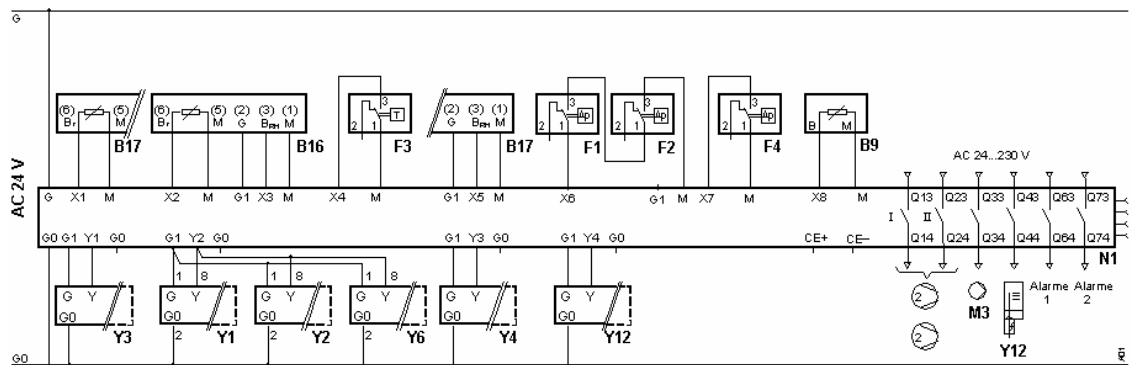 G
AC 24 V
(6) (5)
Br M
B17
(6) (5) (2) (3) (1)
Br M G BRH M
B16
3
T
2 1
F3
(2) (3) (1)
G BRH M
B17
3
Δp
2 1
F1
3
Δp
2 1
F2
3
Δp
2 1
F4
B M
B9
AC 24...230 V
G X1 M X2 M G1 X3 M X4 M G1 X5 M X6 G1 M X7 M X8 M Q13 Q23 Q33 Q43 Q63 Q73
I II
G0 G1 Y1 G0 G1 Y2 G0 G1 Y3 G1 Y4 G0 CE+ CE− Q14 Q24 Q34 Q44 Q64 Q74
N1
1 8 1 8 1 8
G Y G Y G Y G Y G Y G Y
G0 G0 G0 G0 G0 G0
Y3 Y1 Y2 Y6 Y4 Y12
2 2 2
2
2
M3
Y12
Alarme
1
Alarme
2
G0